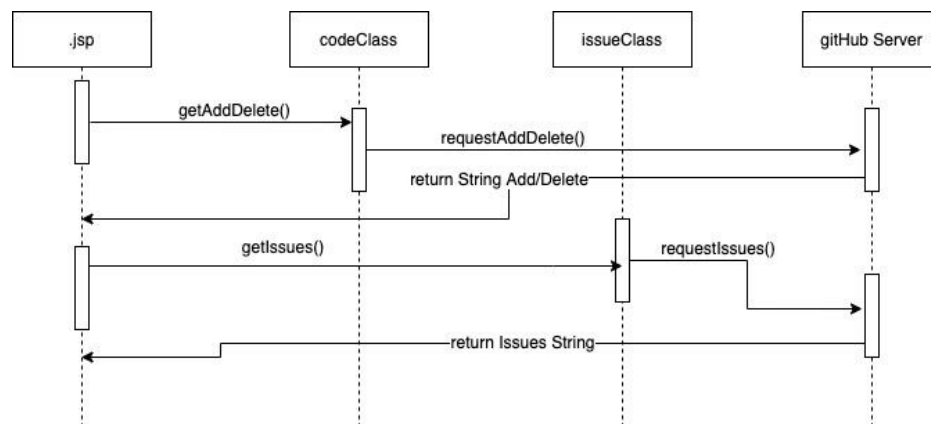 .jsp
codeClass
issueClass
gitHub Server
getAddDelete()
requestAddDelete()
return String Add/Delete
getIssues()
requestIssues()
return Issues String